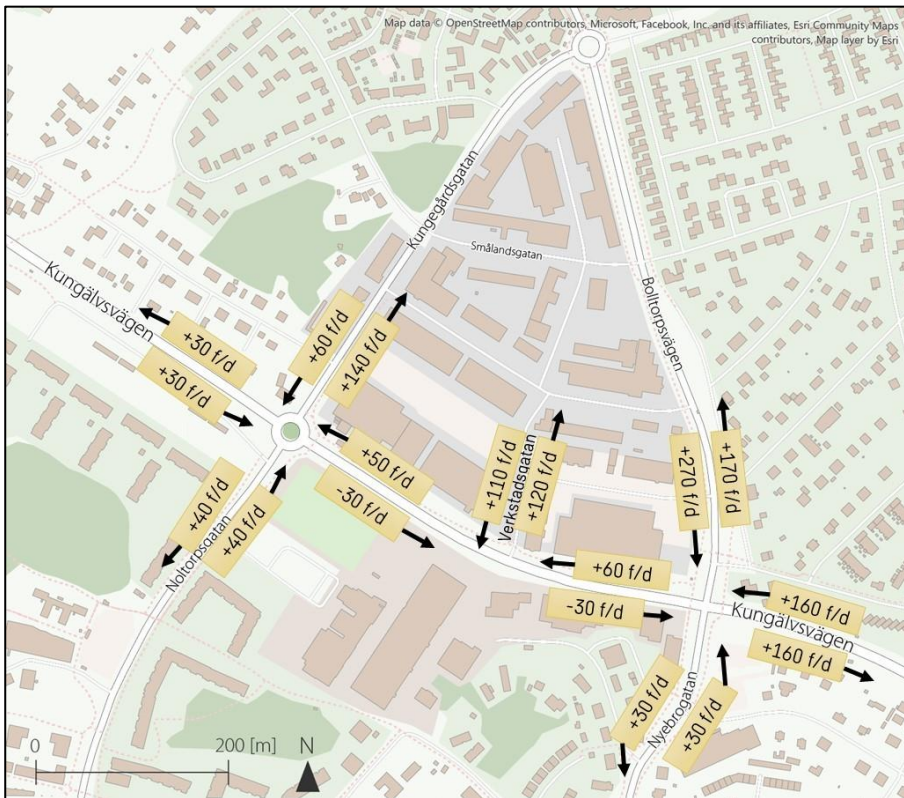 Map data © OpenStreetMap contributors, Microsoft, Facebook, Inc. and its affiliates, Esri Community Maps
contributors, Map layer by Esri
Kungegårdsgatan
Smålandsgatan
Bolltorpsvägen
Kungälvsvägen
+30 f/d
+30 f/d
+60 f/d
+140 f/d
+50 f/d
-30 f/d
+40 f/d
+40 f/d
Noltorpsgatan
+110 f/d
Verkstadsgatan
+120 f/d
+270 f/d
+170 f/d
+60 f/d
-30 f/d
+160 f/d
Kungälvsvägen
+160 f/d
+30 f/d
Nyebrogatan
+30 f/d
0
200 [m]
N